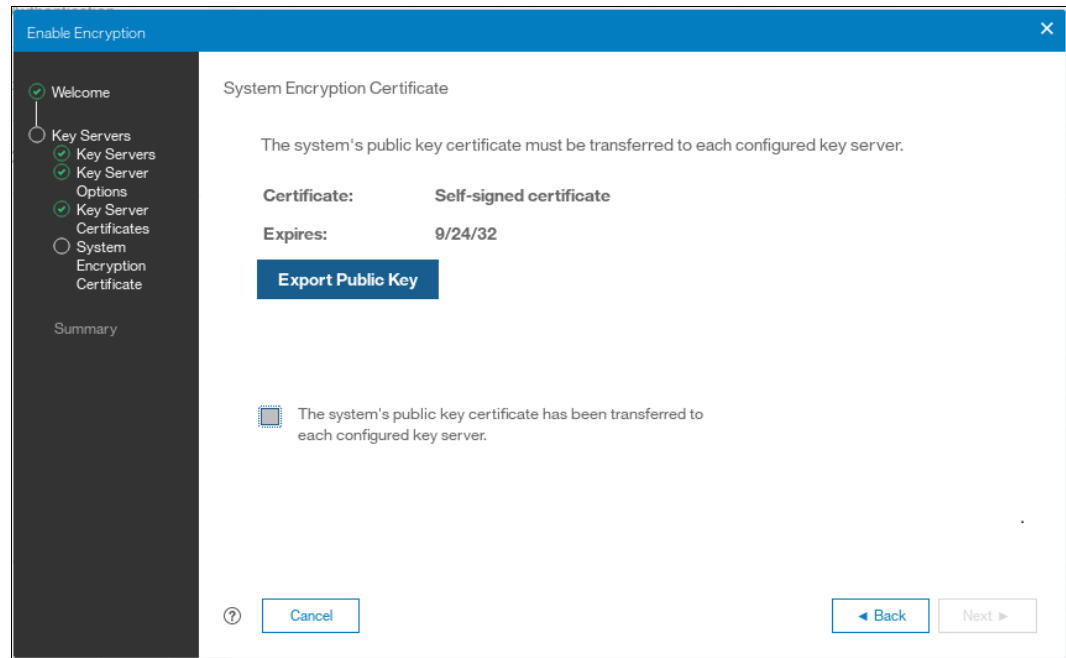 Enable Encryption
Welcome
Key Servers
Key Servers
Key Server
Options
Key Server
Certificates
System
Encryption
Certificate
Summary
System Encryption Certificate
The system's public key certificate must be transferred to each configured key server.
Certificate: Self-signed certificate
Expires: 9/24/32
Export Public Key
The system's public key certificate has been transferred to
each configured key server.
Cancel
Back
Next